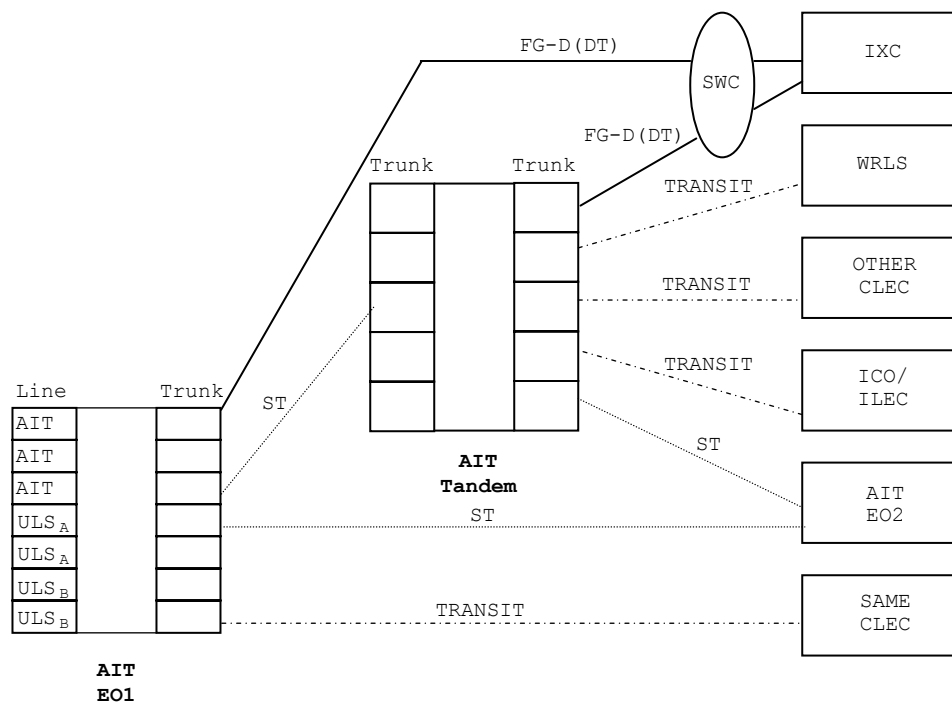 FG-D(DT)
IXC
SWC
FG-D(DT)
Trunk
Trunk
WRLS
TRANSIT
OTHER
CLEC
TRANSIT
TRANSIT
ICO/
ILEC
Line
Trunk
ST
AIT
AIT
AIT
ULSA
ULSA
ULSB
ULSB
AIT
Tandem
ST
AIT
EO2
ST
TRANSIT
SAME
CLEC
AIT
EO1